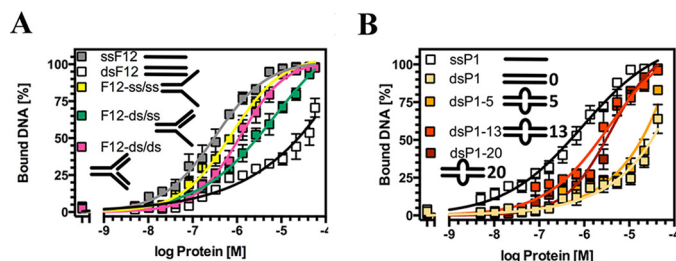 A
Bound DNA [%]
100
75
50
25
0
ssF12
dsF12
F12-ss/ss
F12-ds/ss
F12-ds/ds
-9 -8 -7 -6 -5 -4
log Protein [M]
B
Bound DNA [%]
100
75
50
25
0
ssP1
dsP1 0
dsP1-5 5
dsP1-13 13
dsP1-20
20
-9 -8 -7 -6 -5 -4
log Protein [M]